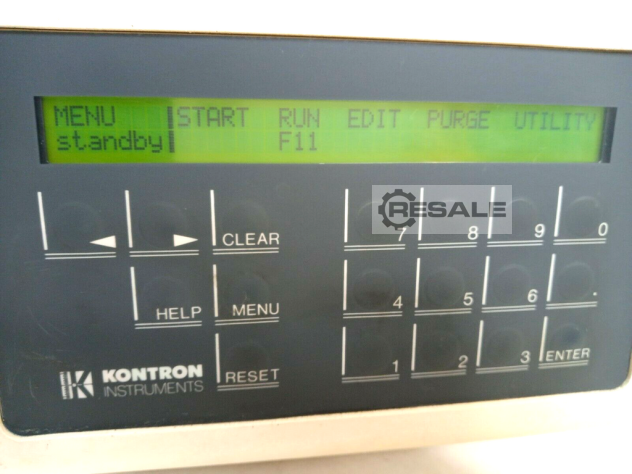 MENU |START RUN EDIT PURGE UTILITY
standby| F11
RESALE
◄ ► CLEAR 7 8 9 0
HELP MENU 4 5 6 .
RESET 1 2 3 ENTER
KONTRON
INSTRUMENTS